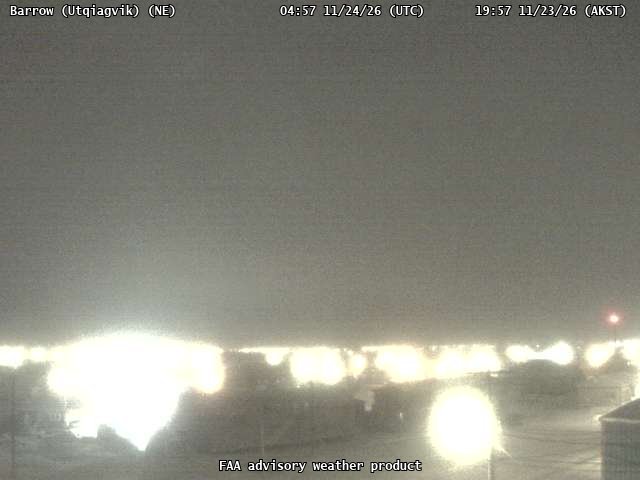 Barrow (Utqiagvik) (NE) 04:57 11/24/26 (UTC) 19:57 11/23/26 (AKST)
FAA advisory weather product